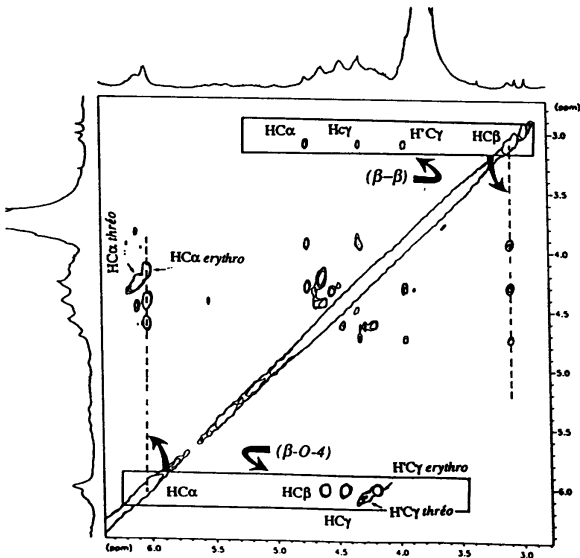 (ppm)
HCα Hcγ H'Cγ HCβ
3.0
(β–β)
3.5
HCα thréo
HCα erythro
4.0
4.5
5.0
5.5
(β-O-4)
H'Cγ erythro
HCα HCβ
6.0
HCγ H'Cγ thréo
(ppm) 6.0 5.5 5.0 4.5 4.0 3.5 3.0